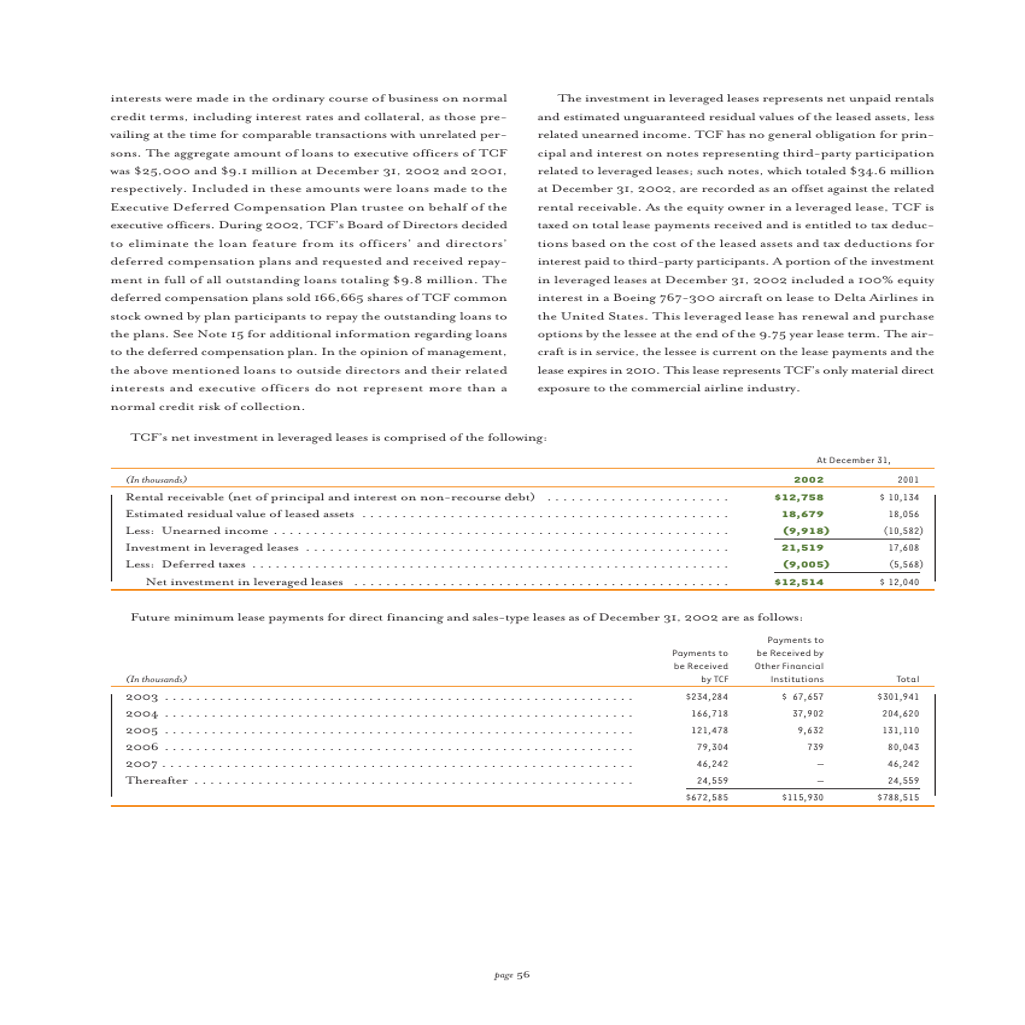 interests were made in the ordinary course of business on normal
credit terms, including interest rates and collateral, as those pre-
vailing at the time for comparable transactions with unrelated per-
sons. The aggregate amount of loans to executive officers of TCF
was $25,000 and $9.1 million at December 31, 2002 and 2001,
respectively. Included in these amounts were loans made to the
Executive Deferred Compensation Plan trustee on behalf of the
executive officers. During 2002, TCF's Board of Directors decided
to eliminate the loan feature from its officers' and directors'
deferred compensation plans and requested and received repay-
ment in full of all outstanding loans totaling $9.8 million. The
deferred compensation plans sold 166,665 shares of TCF common
stock owned by plan participants to repay the outstanding loans to
the plans. See Note 15 for additional information regarding loans
to the deferred compensation plan. In the opinion of management,
the above mentioned loans to outside directors and their related
interests and executive officers do not represent more than a
normal credit risk of collection.
The investment in leveraged leases represents net unpaid rentals
and estimated unguaranteed residual values of the leased assets, less
related unearned income. TCF has no general obligation for prin-
cipal and interest on notes representing third-party participation
related to leveraged leases; such notes, which totaled $34.6 million
at December 31, 2002, are recorded as an offset against the related
rental receivable. As the equity owner in a leveraged lease, TCF is
taxed on total lease payments received and is entitled to tax deduc-
tions based on the cost of the leased assets and tax deductions for
interest paid to third-party participants. A portion of the investment
in leveraged leases at December 31, 2002 included a 100% equity
interest in a Boeing 767-300 aircraft on lease to Delta Airlines in
the United States. This leveraged lease has renewal and purchase
options by the lessee at the end of the 9.75 year lease term. The air-
craft is in service, the lessee is current on the lease payments and the
lease expires in 2010. This lease represents TCF's only material direct
exposure to the commercial airline industry.
TCF's net investment in leveraged leases is comprised of the following:
At December 31,
(In thousands) 2002 2001
Rental receivable (net of principal and interest on non-recourse debt) . . . . . . . . . . . . . . . . . . . . . . . $12,758 $ 10,134
Estimated residual value of leased assets . . . . . . . . . . . . . . . . . . . . . . . . . . . . . . . . . . . . . . . . . . . . . . . 18,679 18,056
Less: Unearned income . . . . . . . . . . . . . . . . . . . . . . . . . . . . . . . . . . . . . . . . . . . . . . . . . . . . . . . . . . (9,918) (10,582)
Investment in leveraged leases . . . . . . . . . . . . . . . . . . . . . . . . . . . . . . . . . . . . . . . . . . . . . . . . . . . . . . 21,519 17,608
Less: Deferred taxes . . . . . . . . . . . . . . . . . . . . . . . . . . . . . . . . . . . . . . . . . . . . . . . . . . . . . . . . . . . . . (9,005) (5,568)
Net investment in leveraged leases . . . . . . . . . . . . . . . . . . . . . . . . . . . . . . . . . . . . . . . . . . . . . . . . $12,514 $ 12,040
Future minimum lease payments for direct financing and sales-type leases as of December 31, 2002 are as follows:
Payments to
Payments to be Received by
be Received Other Financial
(In thousands) by TCF Institutions Total
2003 . . . . . . . . . . . . . . . . . . . . . . . . . . . . . . . . . . . . . . . . . . . . . . . . . . . . . . . . . . . . $234,284 $ 67,657 $301,941
2004 . . . . . . . . . . . . . . . . . . . . . . . . . . . . . . . . . . . . . . . . . . . . . . . . . . . . . . . . . . . . 166,718 37,902 204,620
2005 . . . . . . . . . . . . . . . . . . . . . . . . . . . . . . . . . . . . . . . . . . . . . . . . . . . . . . . . . . . . 121,478 9,632 131,110
2006 . . . . . . . . . . . . . . . . . . . . . . . . . . . . . . . . . . . . . . . . . . . . . . . . . . . . . . . . . . . . 79,304 739 80,043
2007 . . . . . . . . . . . . . . . . . . . . . . . . . . . . . . . . . . . . . . . . . . . . . . . . . . . . . . . . . . . . 46,242 – 46,242
Thereafter . . . . . . . . . . . . . . . . . . . . . . . . . . . . . . . . . . . . . . . . . . . . . . . . . . . . . . . . 24,559 – 24,559
$672,585 $115,930 $788,515
page 56